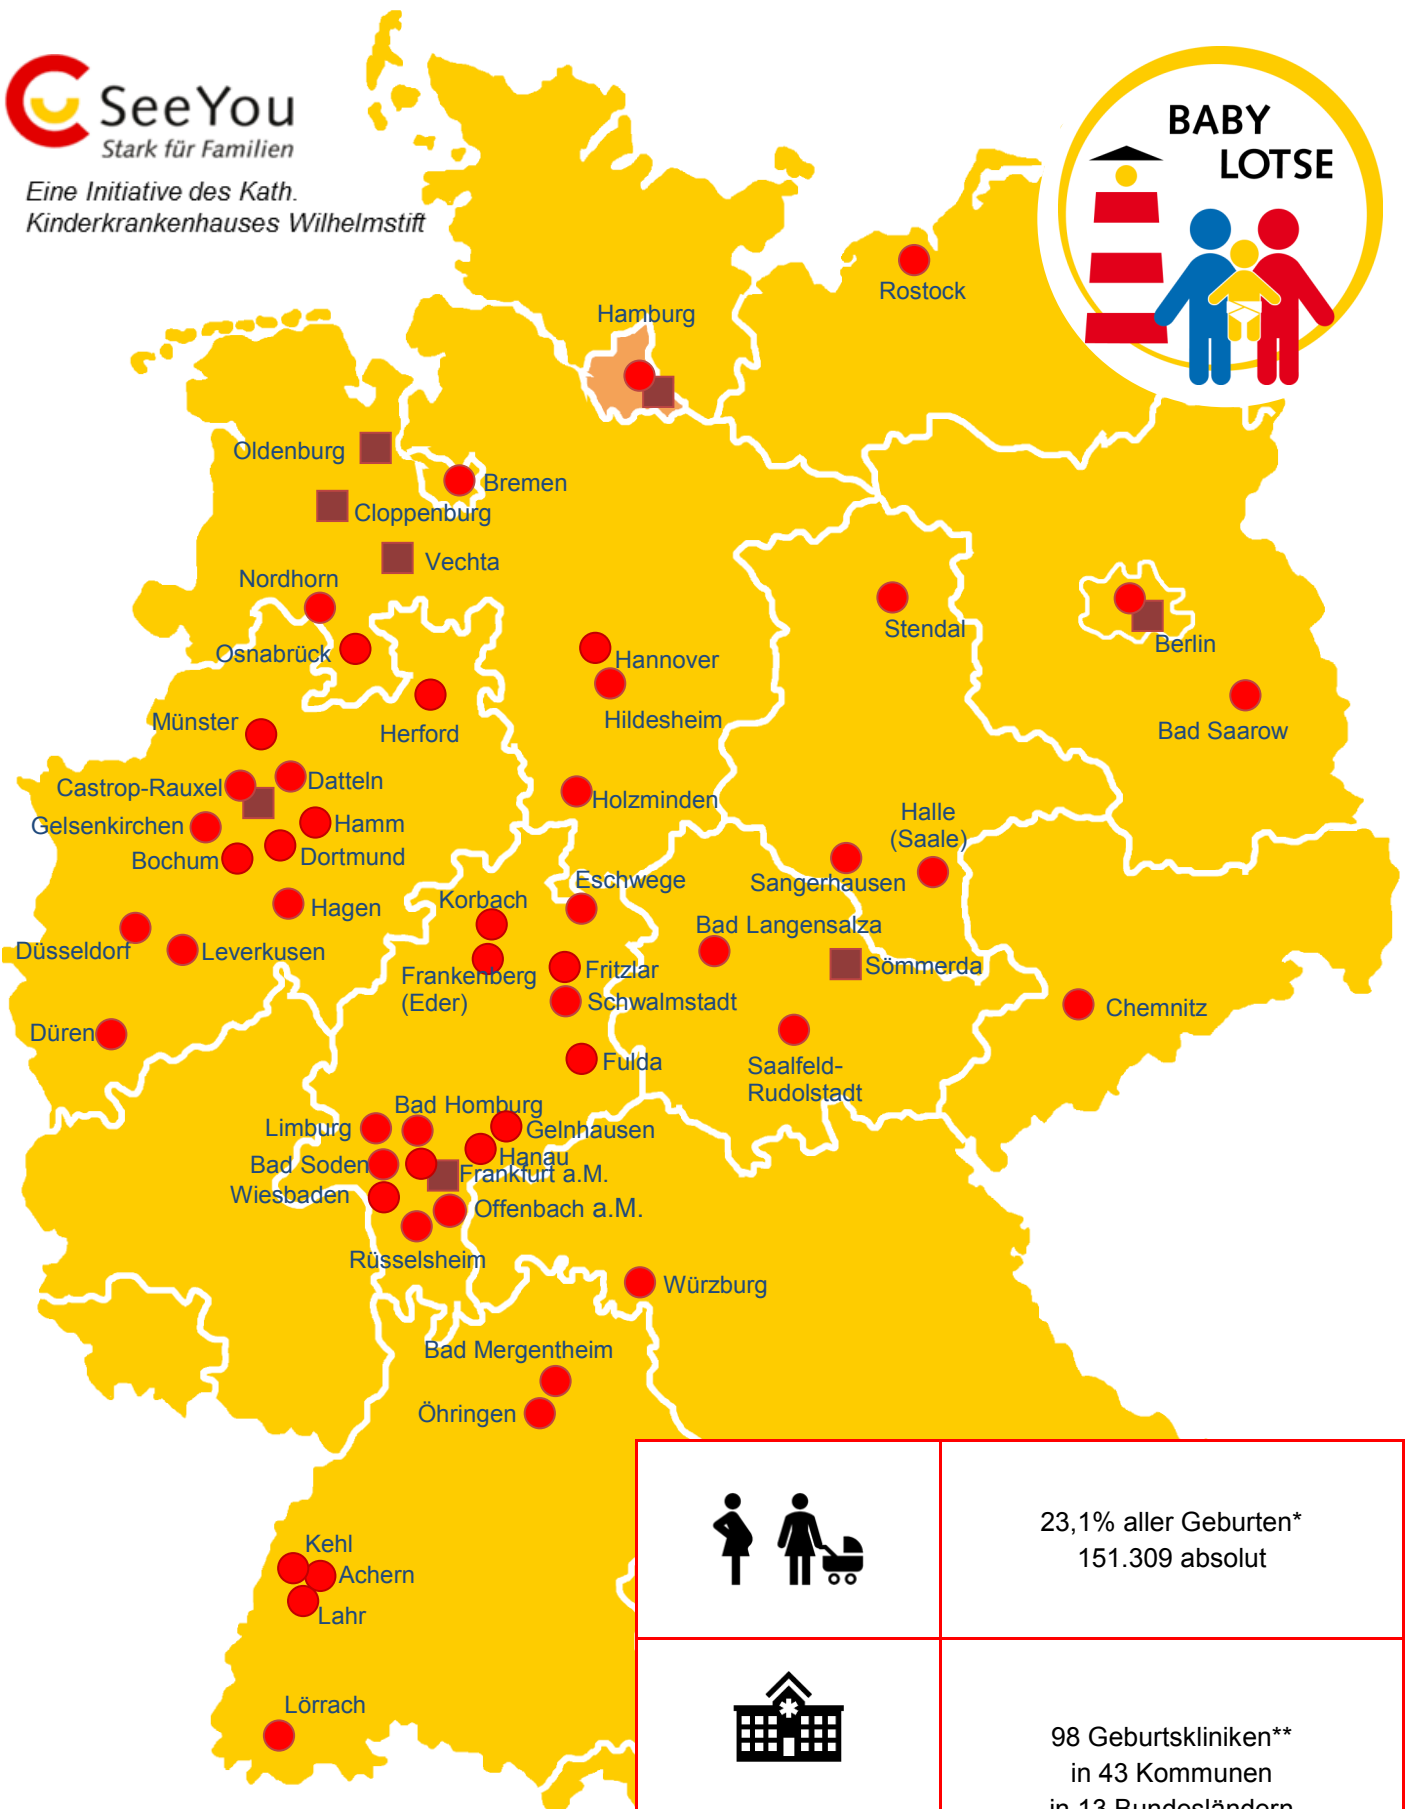 SeeYou
Stark für Familien
Eine Initiative des Kath.
Kinderkrankenhauses Wilhelmstift
BABY
LOTSE
Rostock
Hamburg
Oldenburg
Bremen
Cloppenburg
Vechta
Nordhorn
Stendal
Berlin
Osnabrück
Hannover
Hildesheim
Münster
Herford
Bad Saarow
Castrop-Rauxel
Datteln
Holzminden
Halle
(Saale)
Gelsenkirchen
Hamm
Bochum
Dortmund
Eschwege
Sangerhausen
Korbach
Hagen
Bad Langensalza
Düsseldorf
Leverkusen
Frankenberg
(Eder)
Fritzlar
Sömmerda
Schwalmstadt
Chemnitz
Düren
Fulda
Saalfeld-
Rudolstadt
Bad Homburg
Limburg
Gelnhausen
Hanau
Bad Soden
Frankfurt a.M.
Wiesbaden
Offenbach a.M.
Rüsselsheim
Würzburg
Bad Mergentheim
Öhringen
Kehl
Achern
Lahr
Lörrach
23,1% aller Geburten*
151.309 absolut
98 Geburtskliniken**
in 43 Kommunen
in 13 Bundesländern